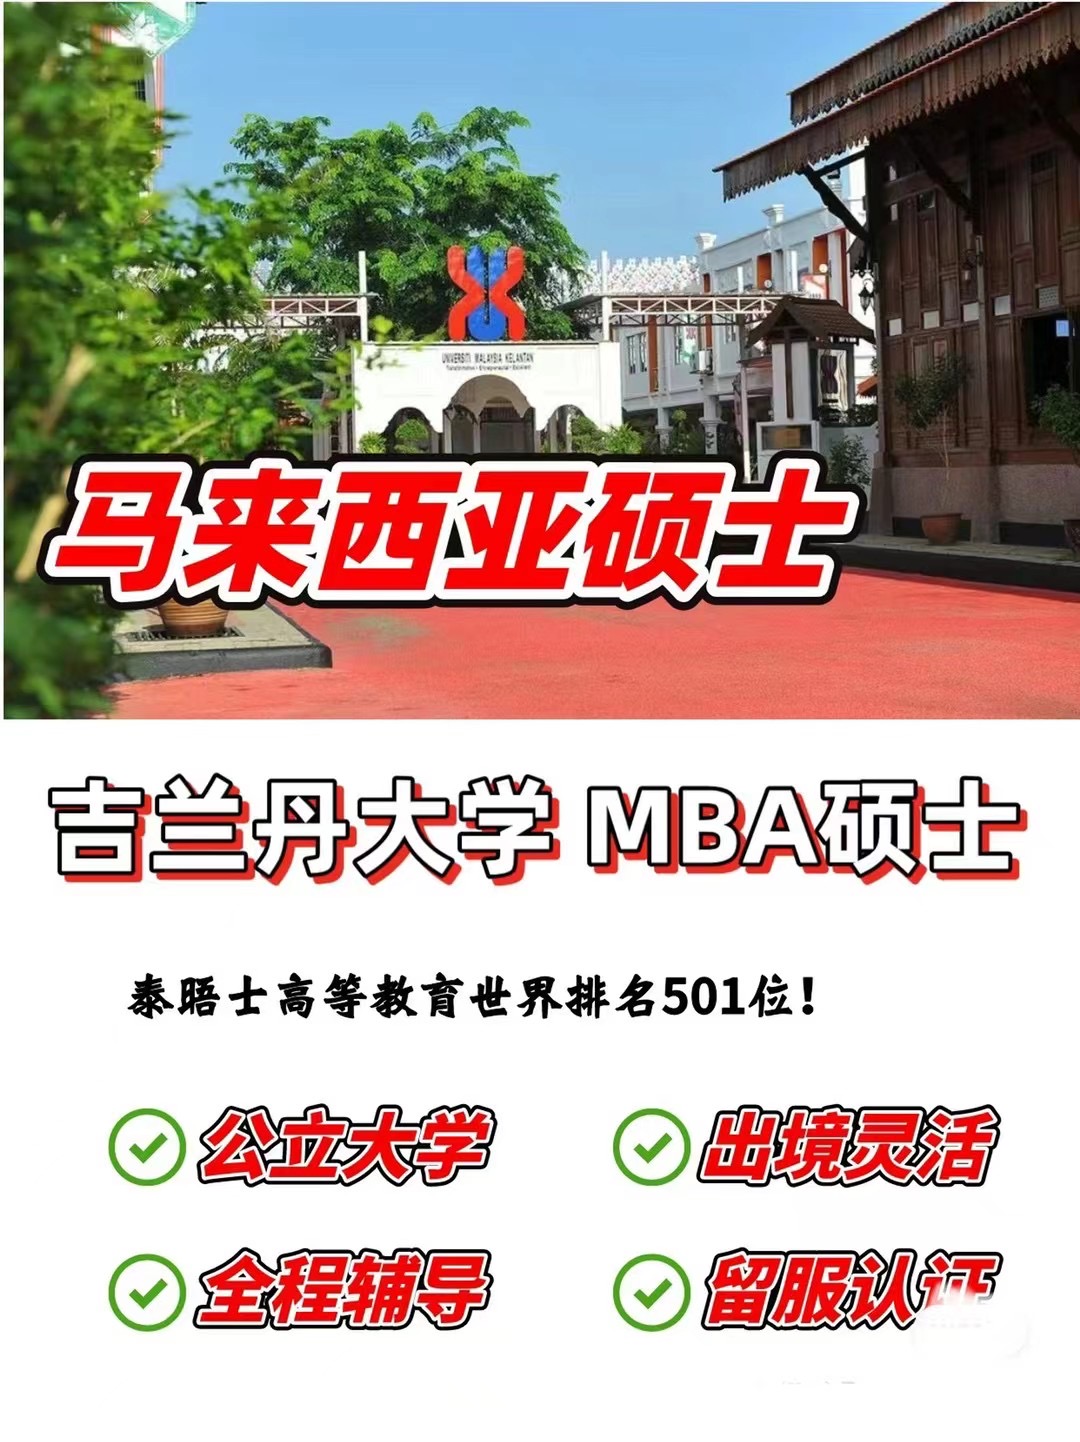 UNIVERSITI MALAYSIA KELANTAN
马来西亚硕士
吉兰丹大学 MBA硕士
泰晤士高等教育世界排名501位！
公立大学
出境灵活
全程辅导
留服认证